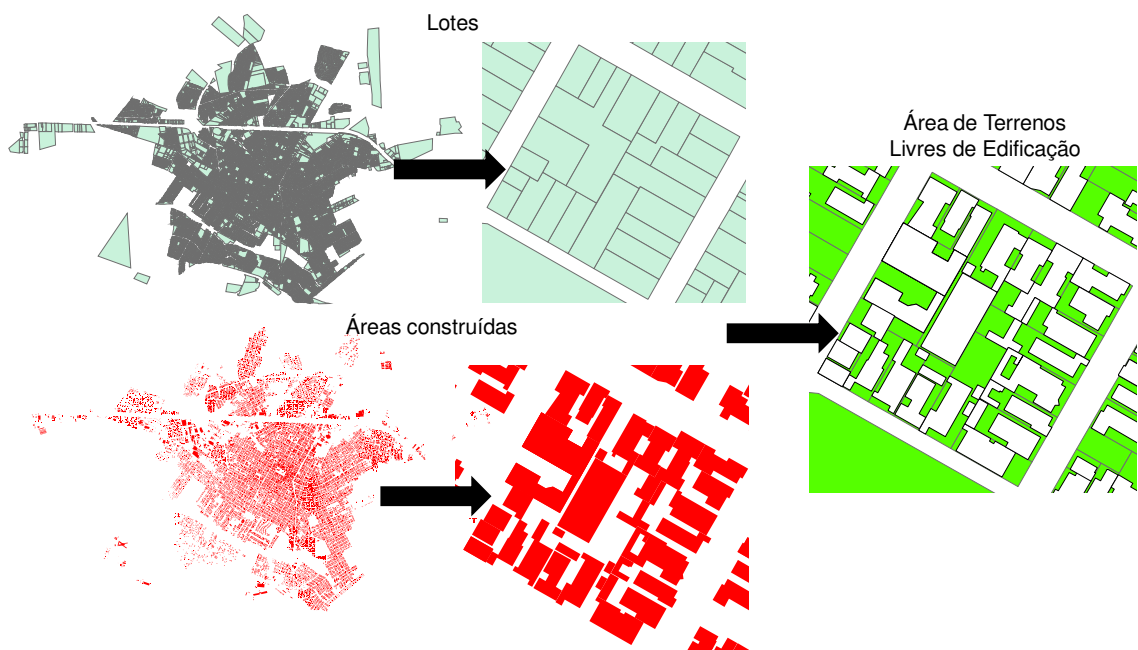 Lotes
Área de Terrenos
Livres de Edificação
Áreas construídas